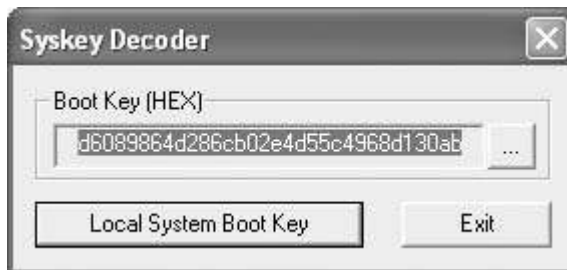 Syskey Decoder
Boot Key (HEX)
d6089864d286cb02e4d55c4968d130ab
...
Local System Boot Key
Exit